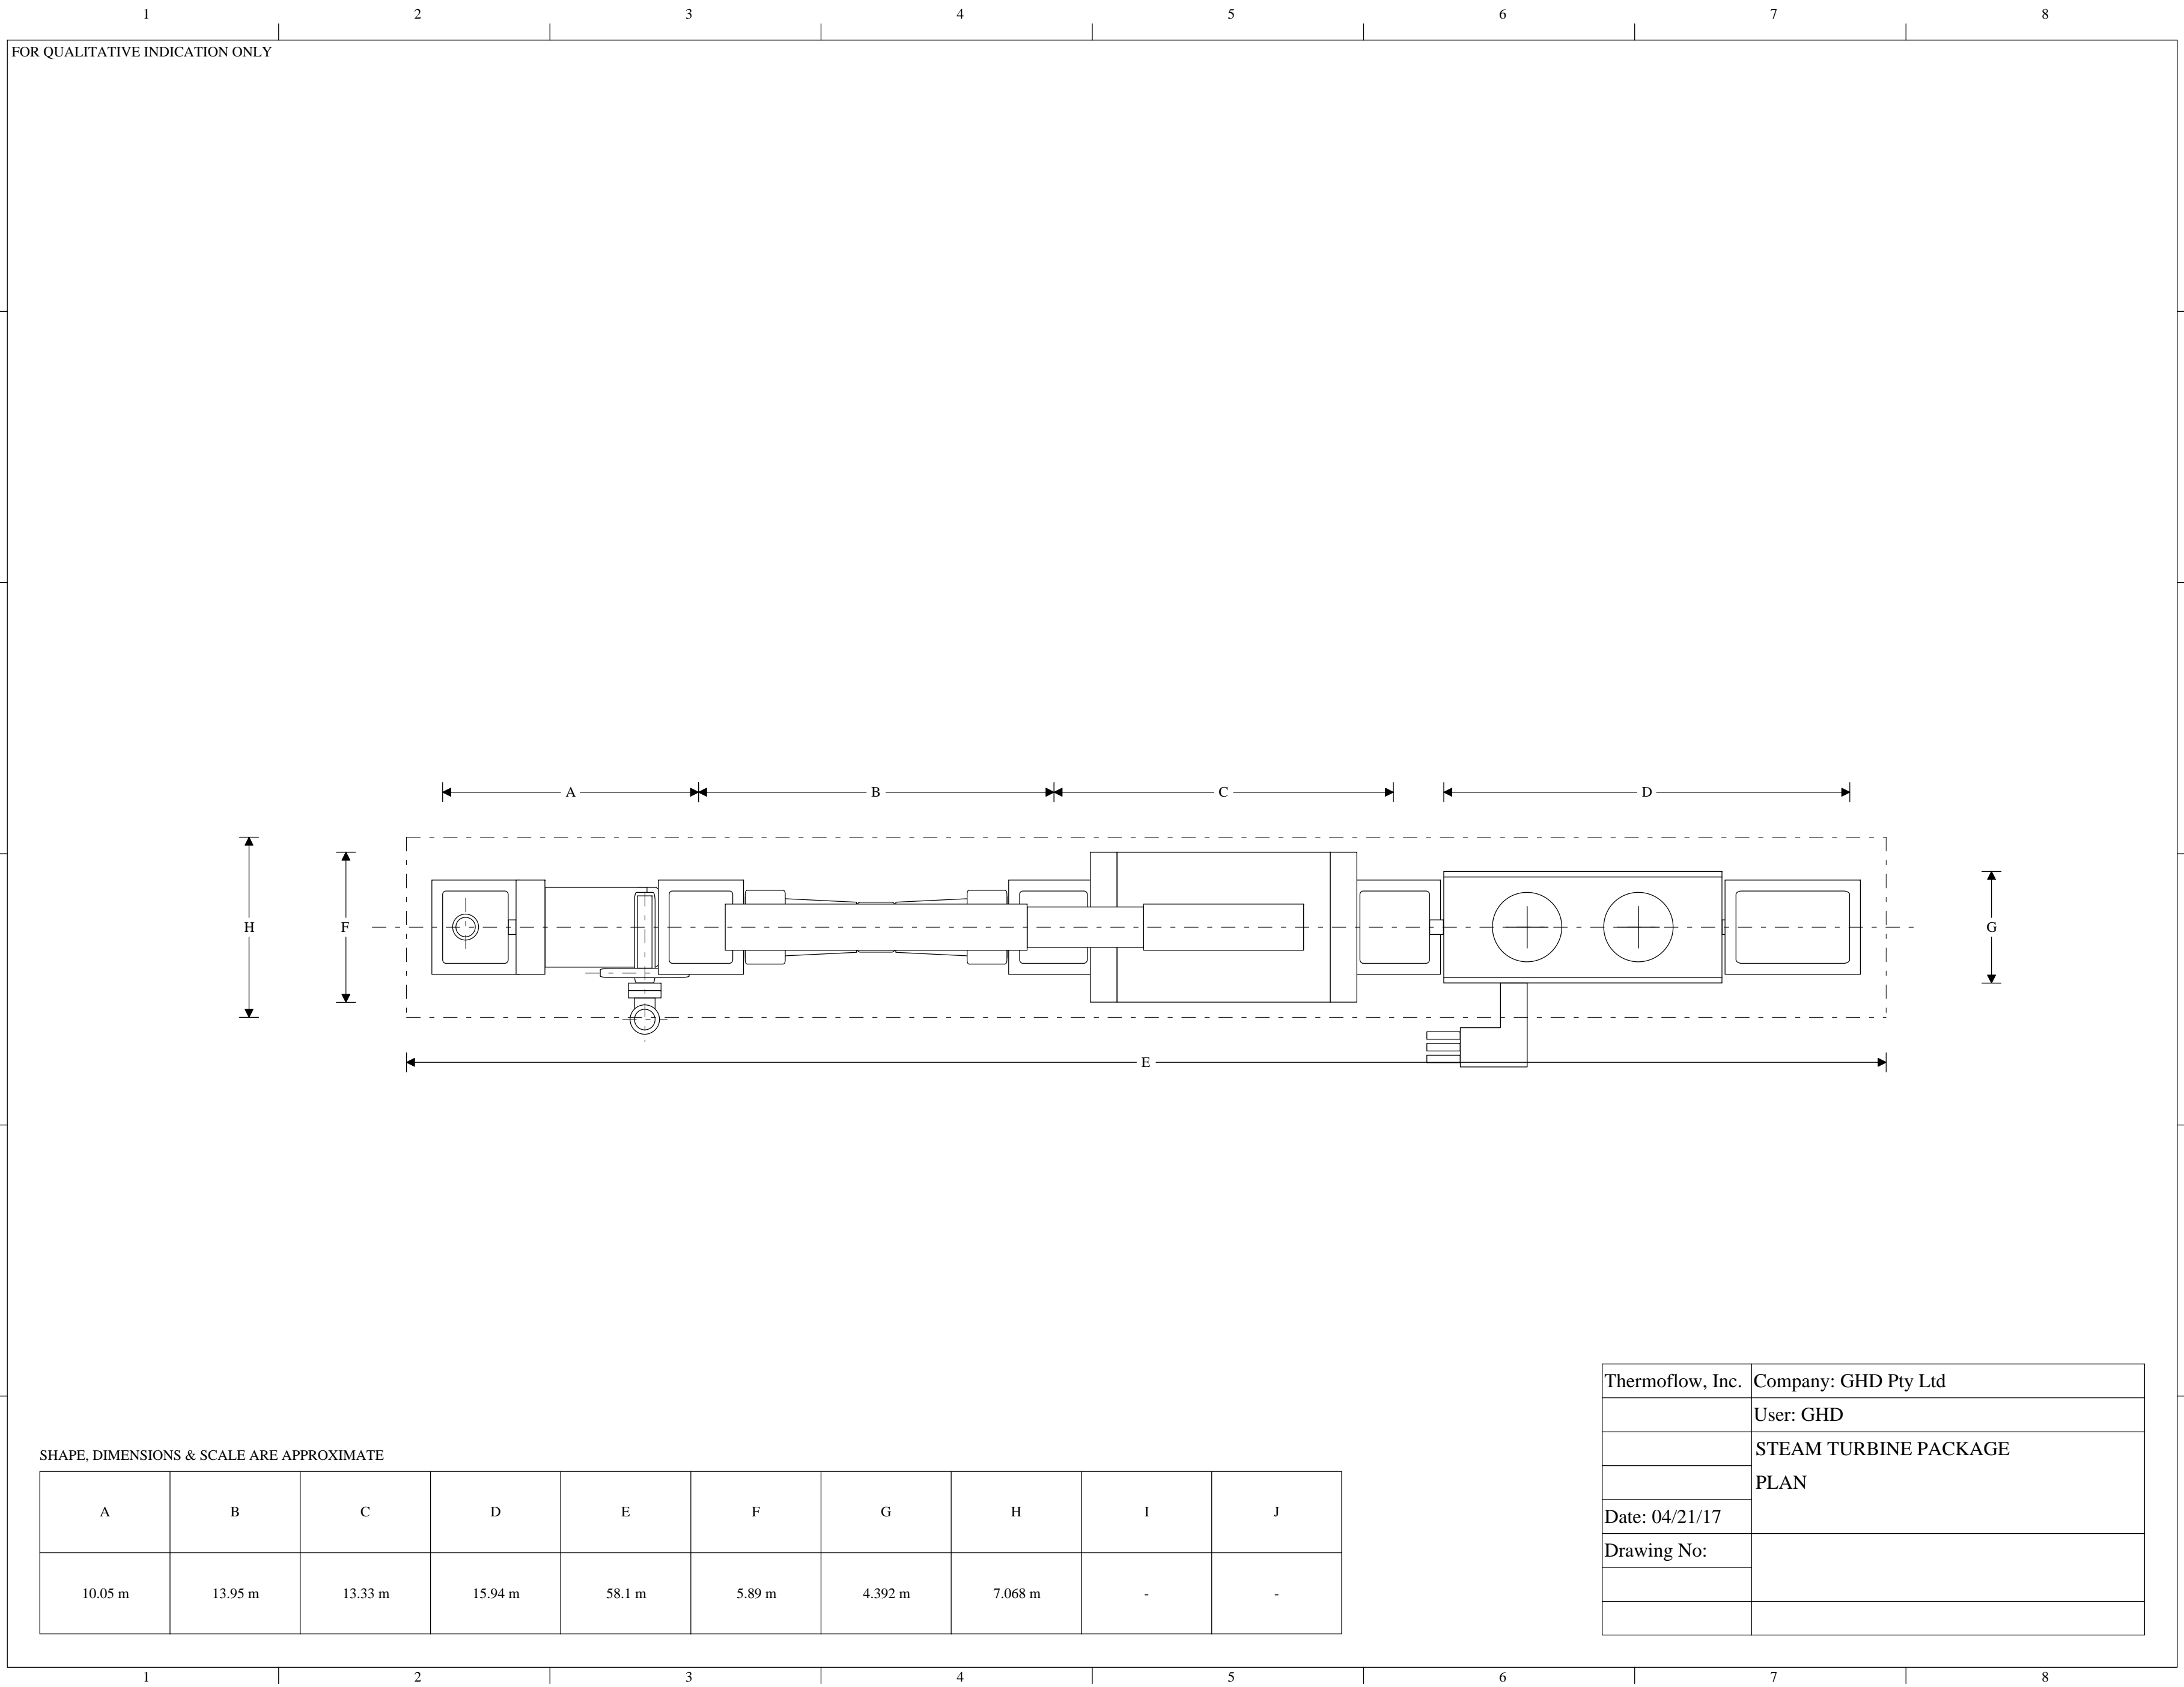 1 2 3 4 5 6 7 8
FOR QUALITATIVE INDICATION ONLY
A B C D
H F G
E
Thermoflow, Inc. Company: GHD Pty Ltd
User: GHD
STEAM TURBINE PACKAGE
PLAN
Date: 04/21/17
Drawing No:
SHAPE, DIMENSIONS & SCALE ARE APPROXIMATE
A B C D E F G H I J
10.05 m 13.95 m 13.33 m 15.94 m 58.1 m 5.89 m 4.392 m 7.068 m - -
1 2 3 4 5 6 7 8